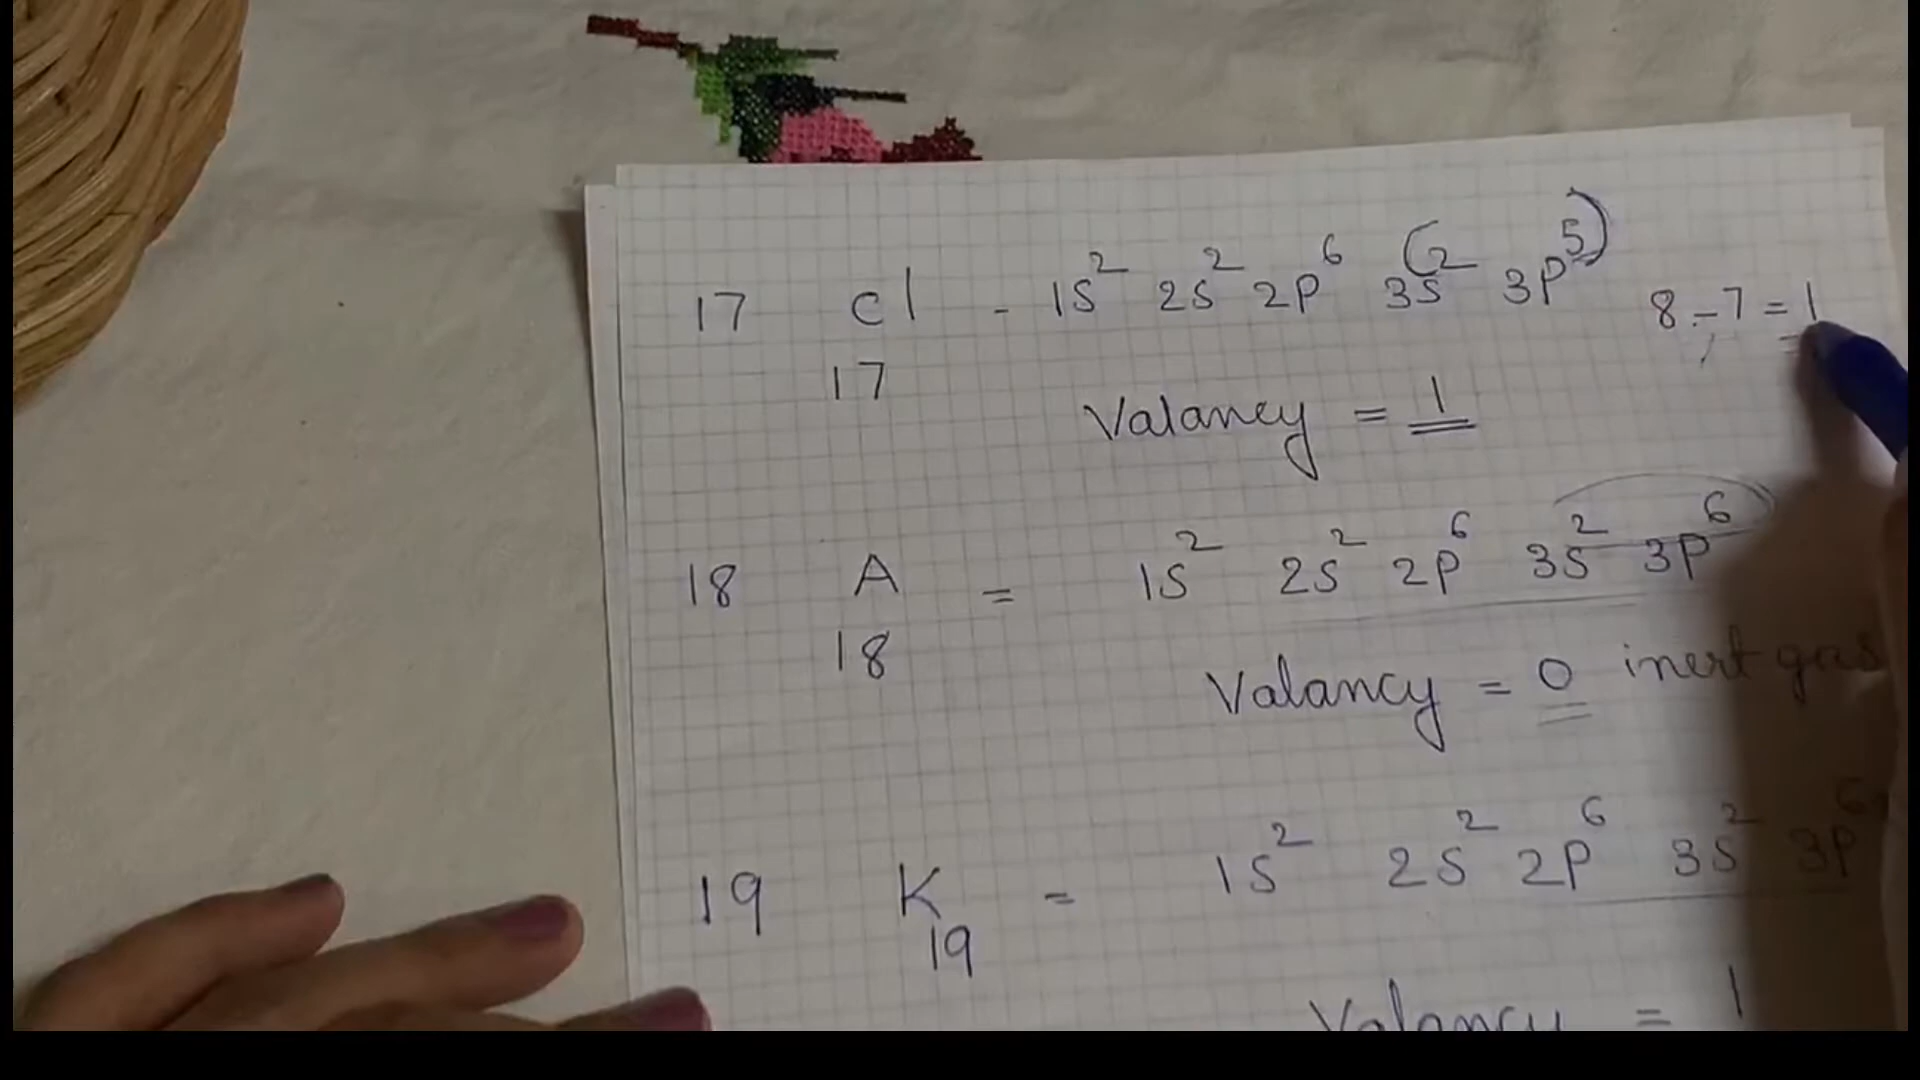 17 Cl - 1s² 2s² 2p⁶ 3s² 3p⁵) 8-7=1
17
Valancy = 1
18 A = 1s² 2s² 2p⁶ 3s² 3p⁶
18
Valancy = 0 inert gas
19 K = 1s² 2s² 2p⁶ 3s² 3p⁶
19
Valancy = 1